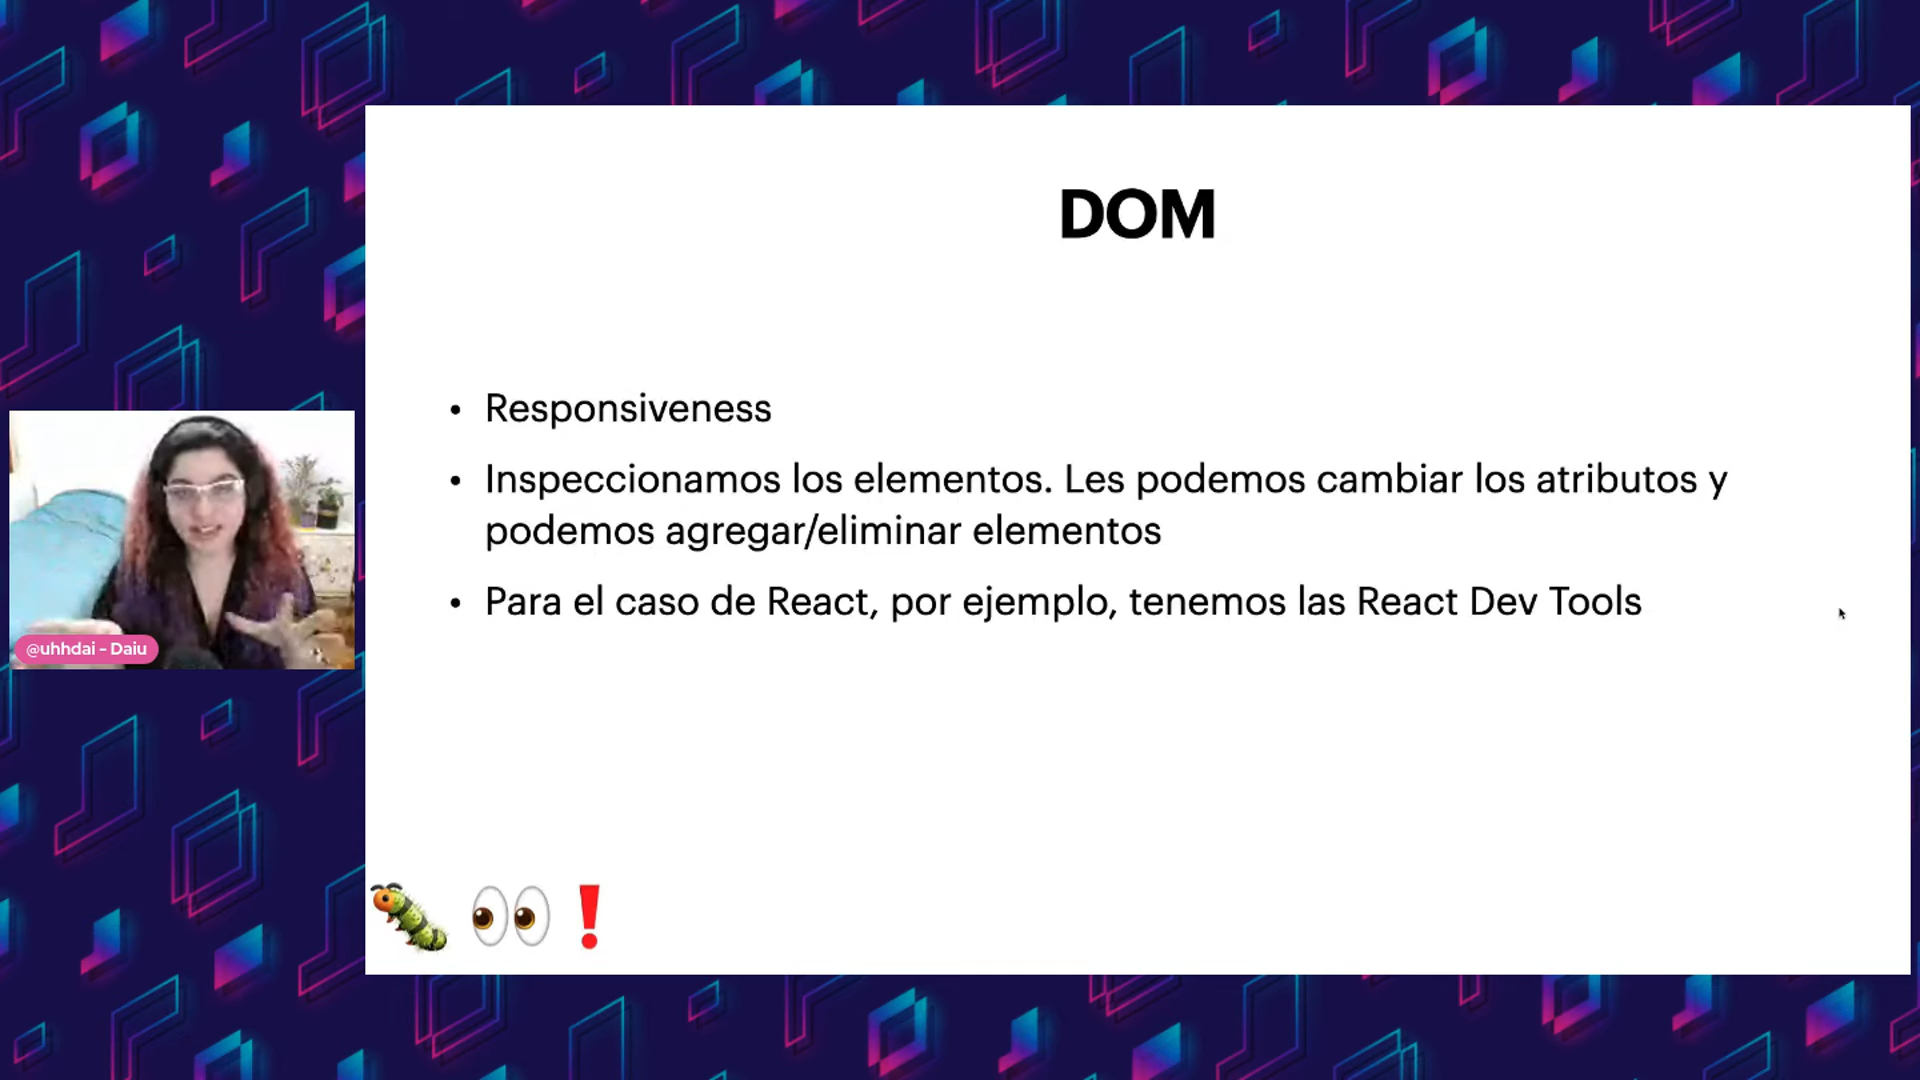 DOM
• Responsiveness
• Inspeccionamos los elementos. Les podemos cambiar los atributos y
podemos agregar/eliminar elementos
• Para el caso de React, por ejemplo, tenemos las React Dev Tools
@uhhdai - Daiu